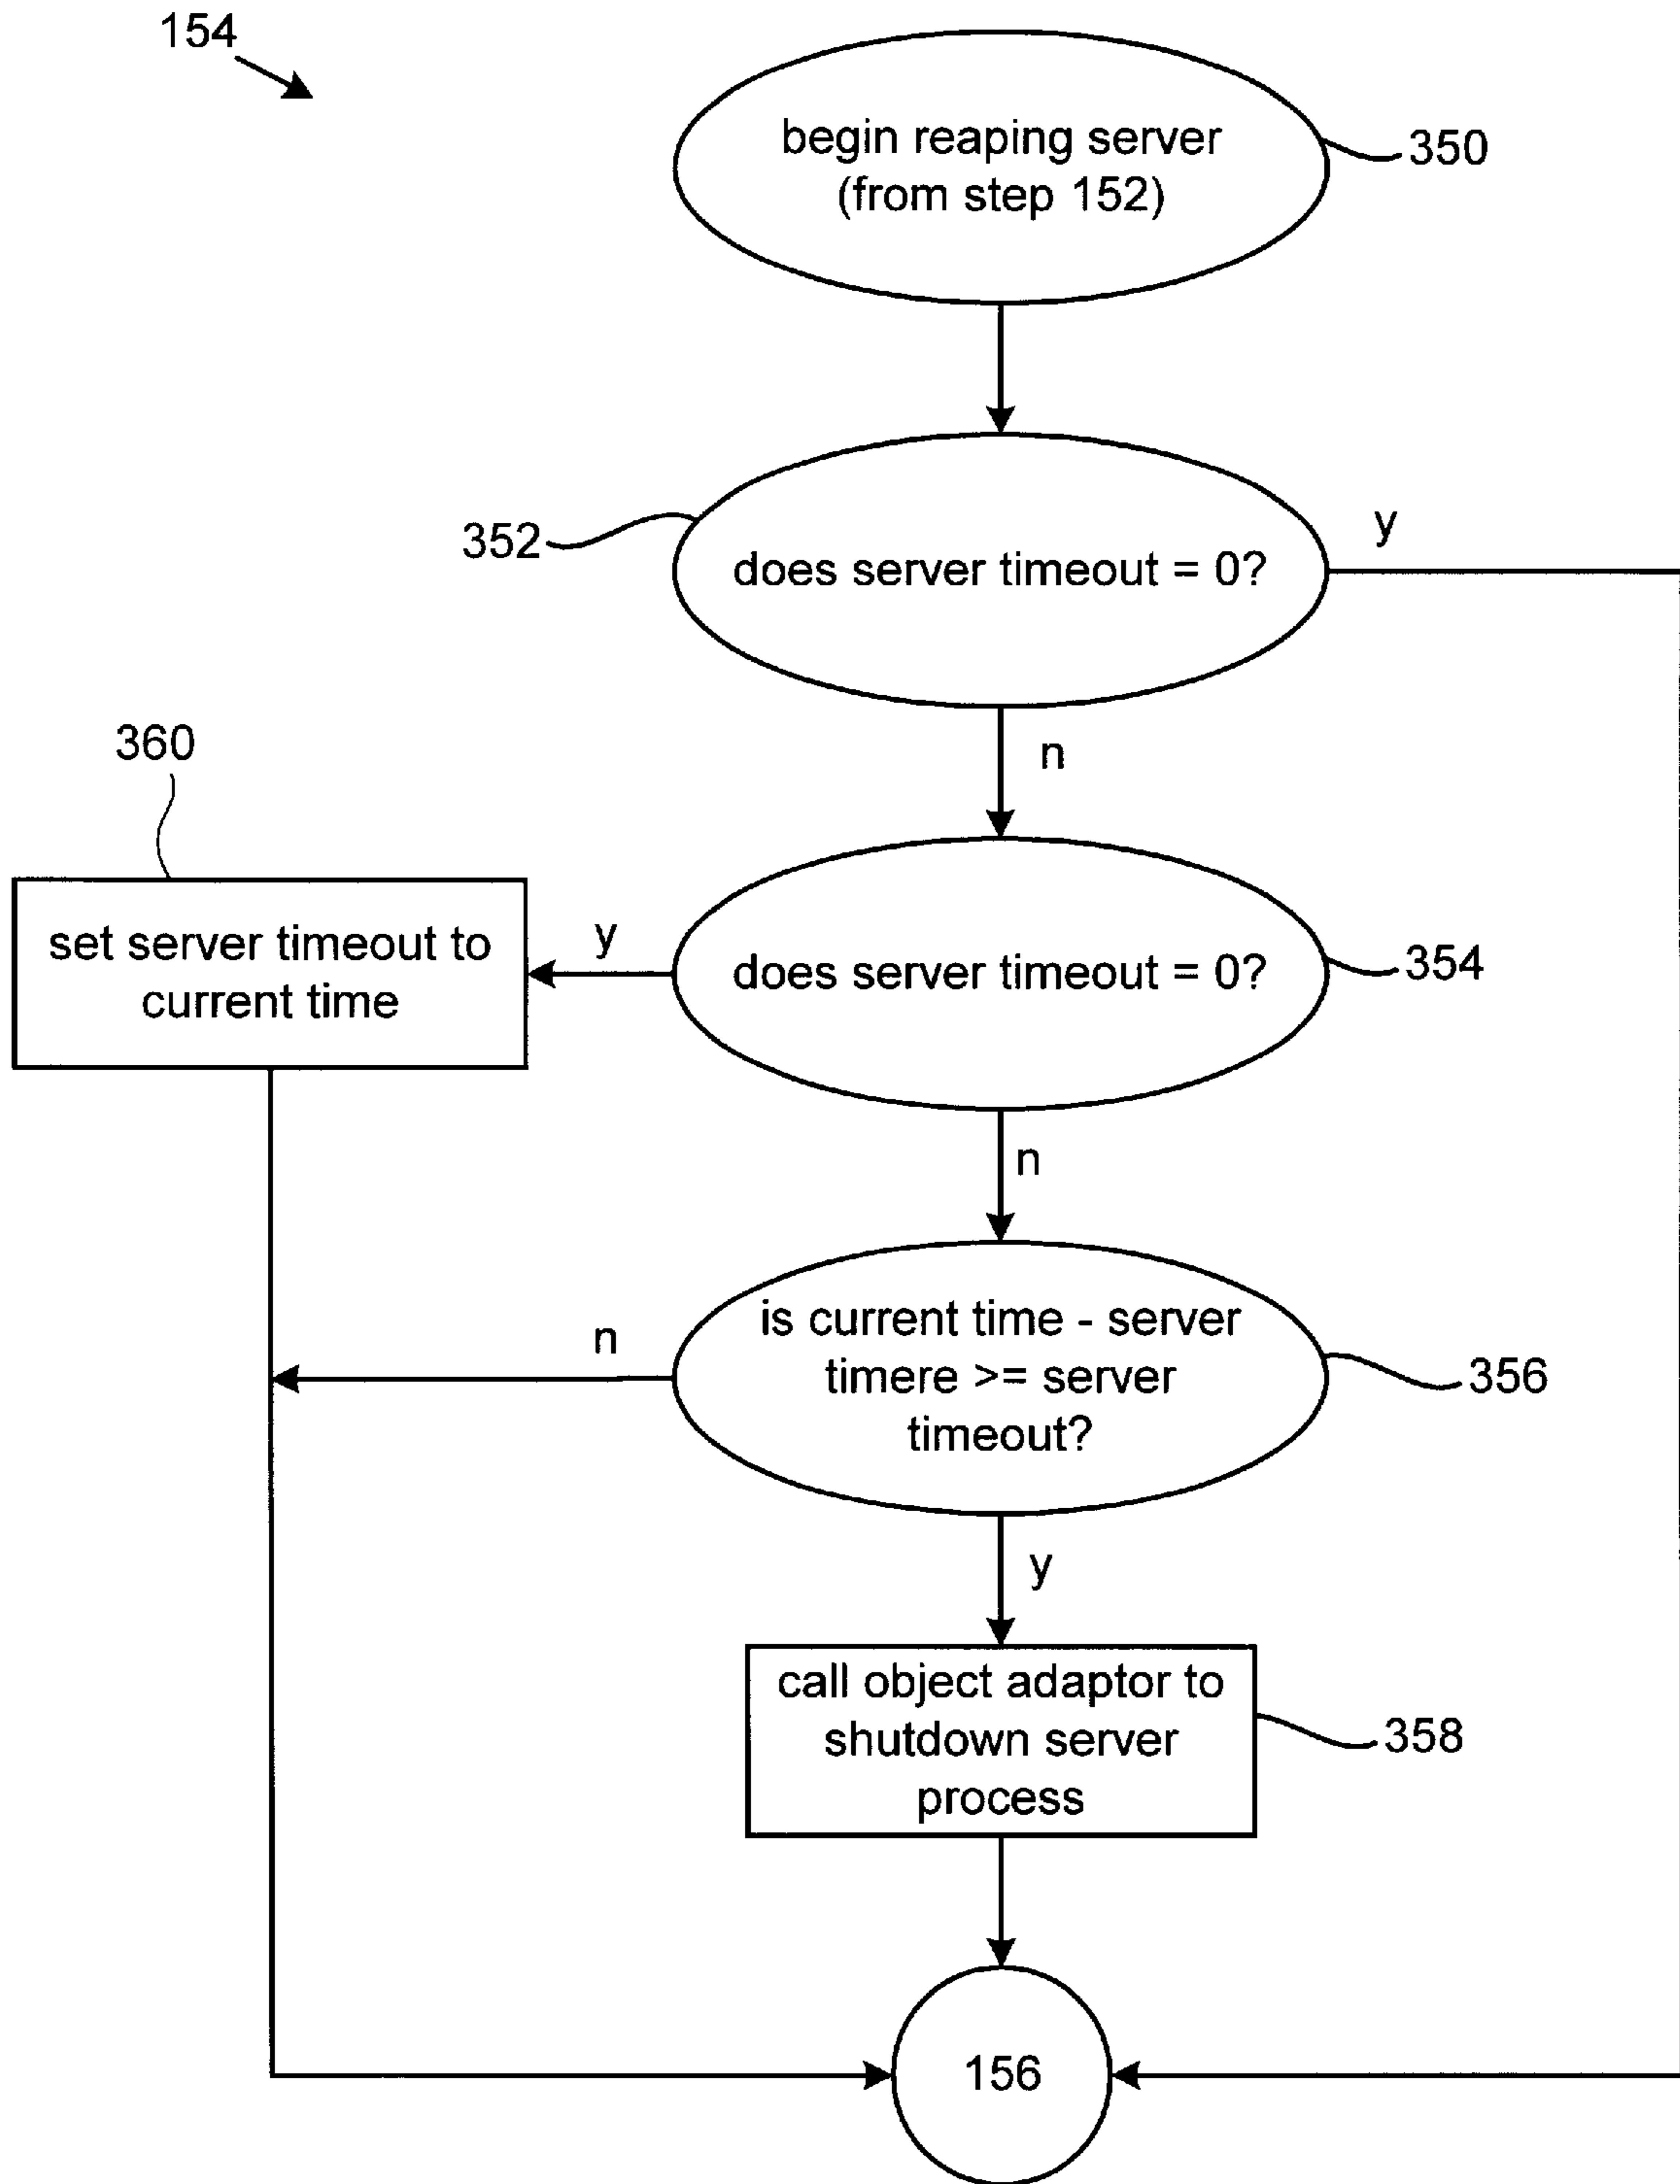 154
begin reaping server
(from step 152)
350
352
does server timeout = 0?
y
n
360
set server timeout to
current time
y
does server timeout = 0?
354
n
n
is current time - server
timere >= server
timeout?
356
y
call object adaptor to
shutdown server
process
358
156